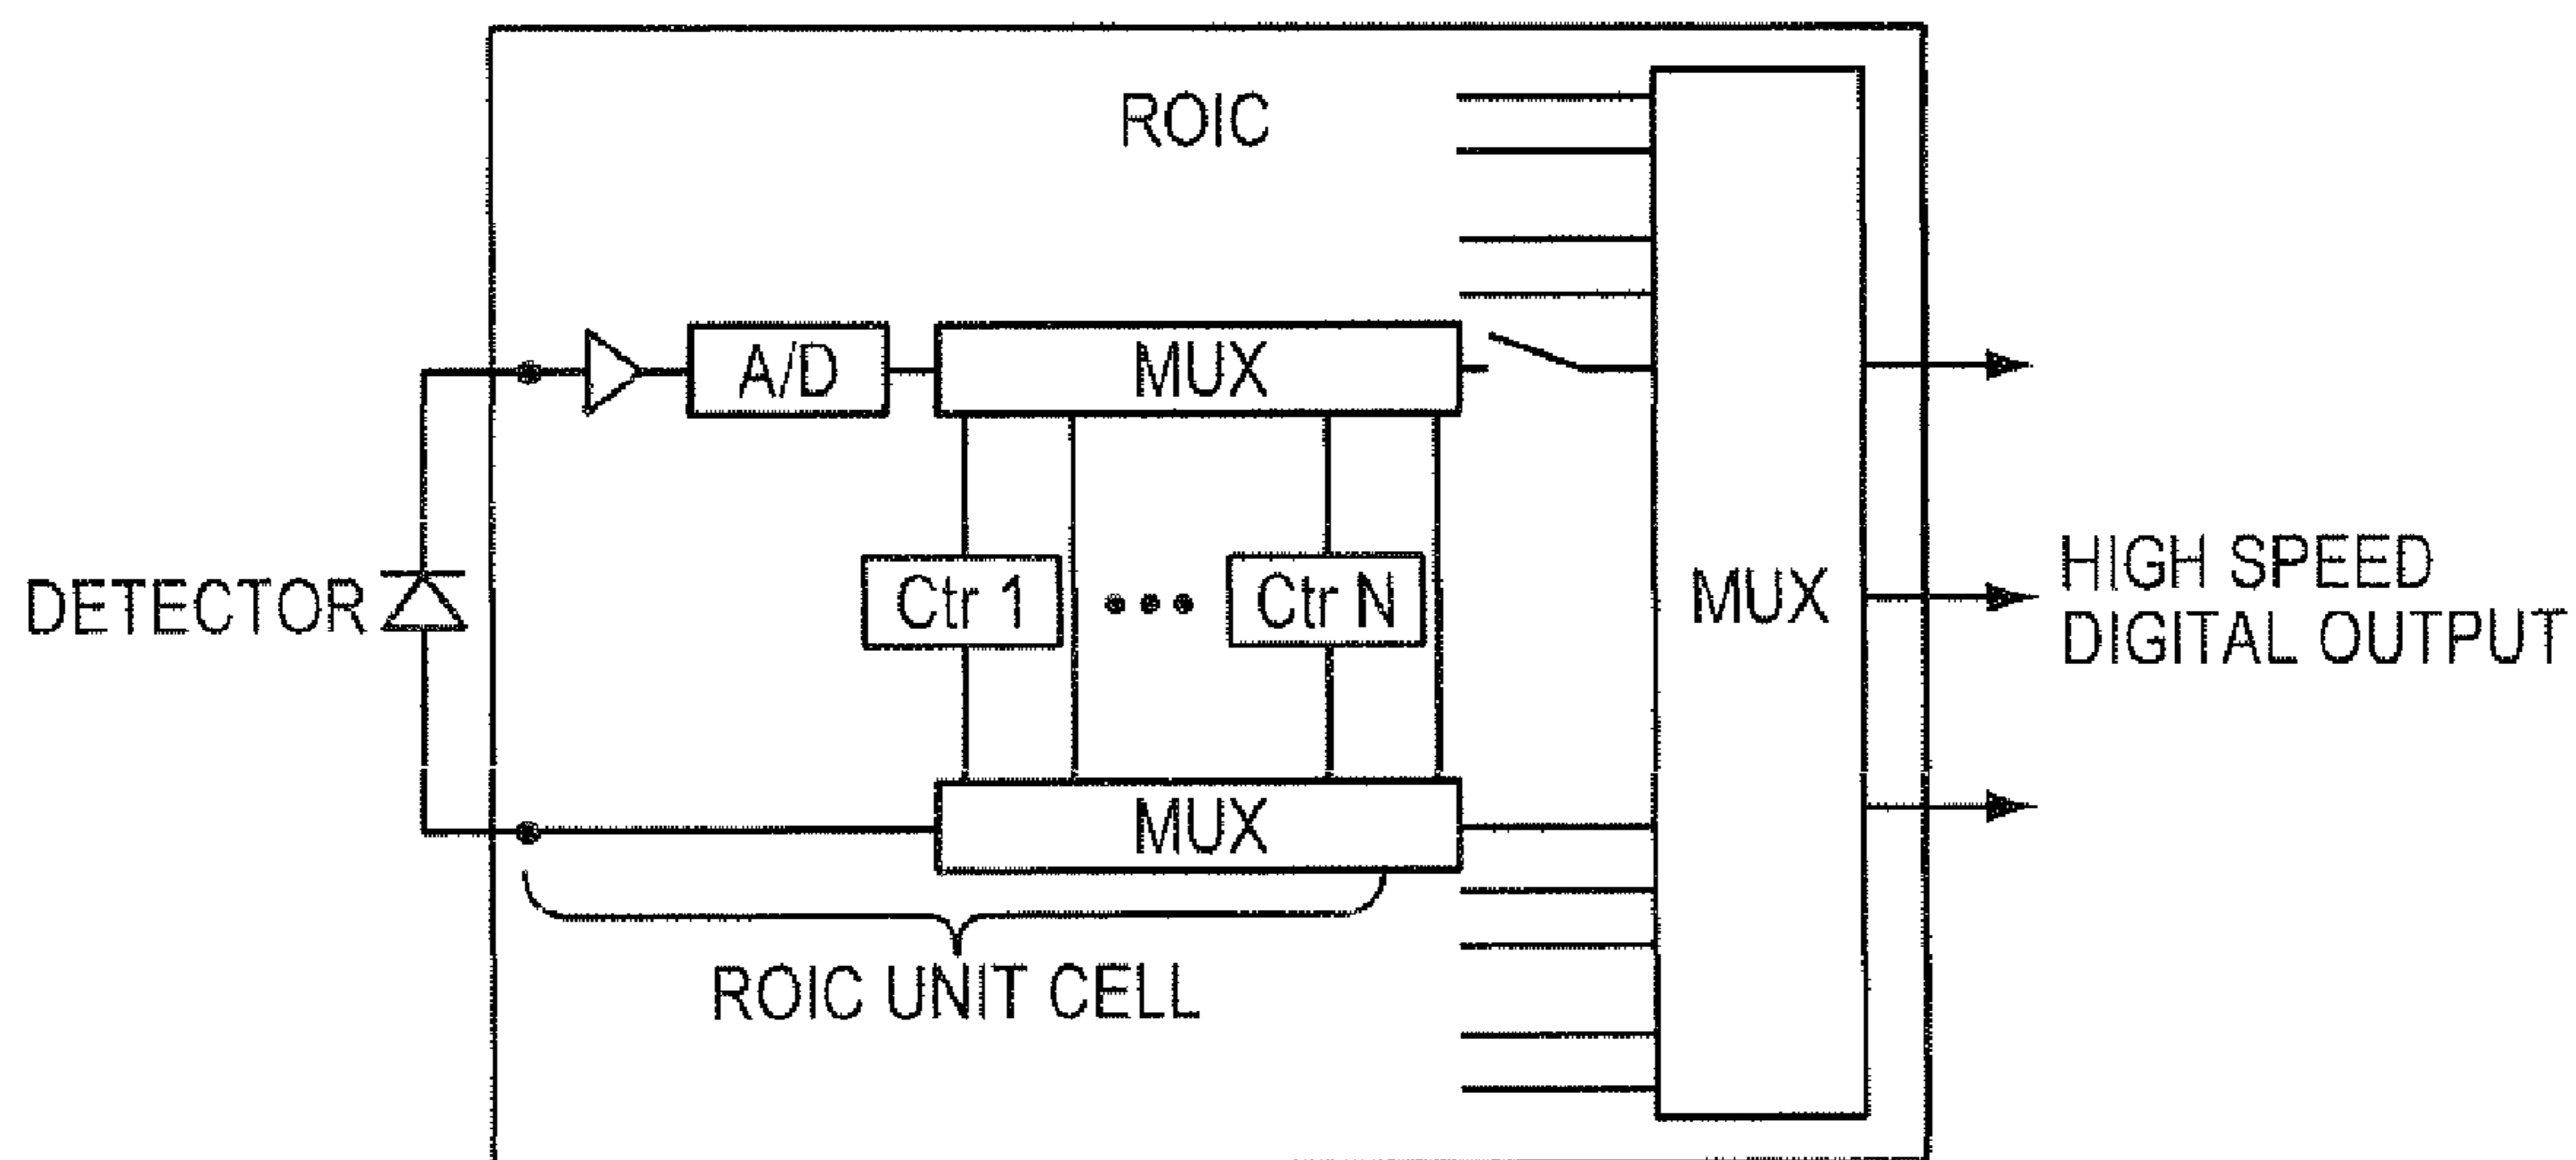 ROIC
A/D
MUX
DETECTOR
Ctr 1
Ctr N
MUX
HIGH SPEED
DIGITAL OUTPUT
MUX
ROIC UNIT CELL